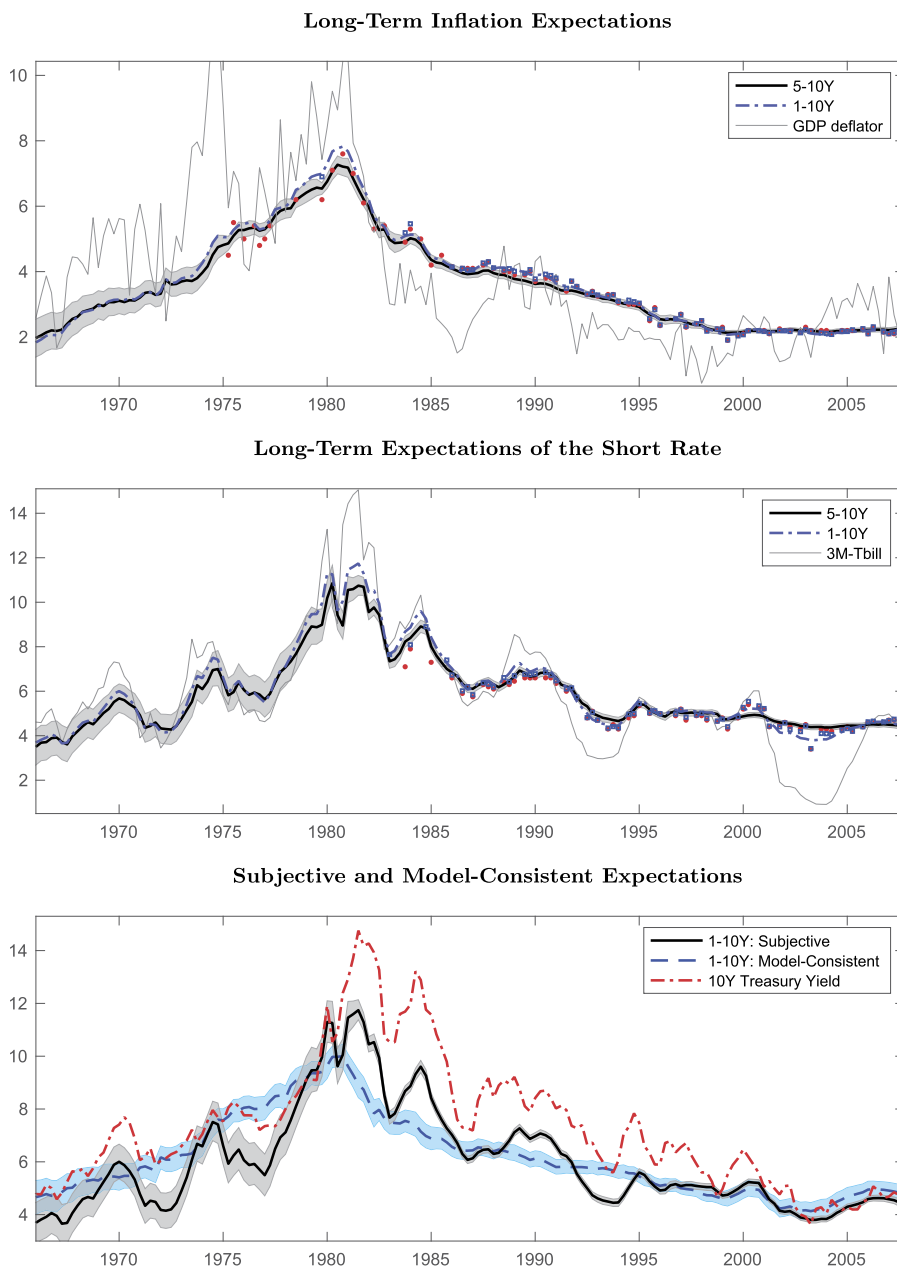 Long-Term Inflation Expectations
10
8
6
4
2
5-10Y
1-10Y
GDP deflator
1970 1975 1980 1985 1990 1995 2000 2005
Long-Term Expectations of the Short Rate
14
12
10
8
6
4
2
5-10Y
1-10Y
3M-Tbill
1970 1975 1980 1985 1990 1995 2000 2005
Subjective and Model-Consistent Expectations
14
12
10
8
6
4
1-10Y: Subjective
1-10Y: Model-Consistent
10Y Treasury Yield
1970 1975 1980 1985 1990 1995 2000 2005